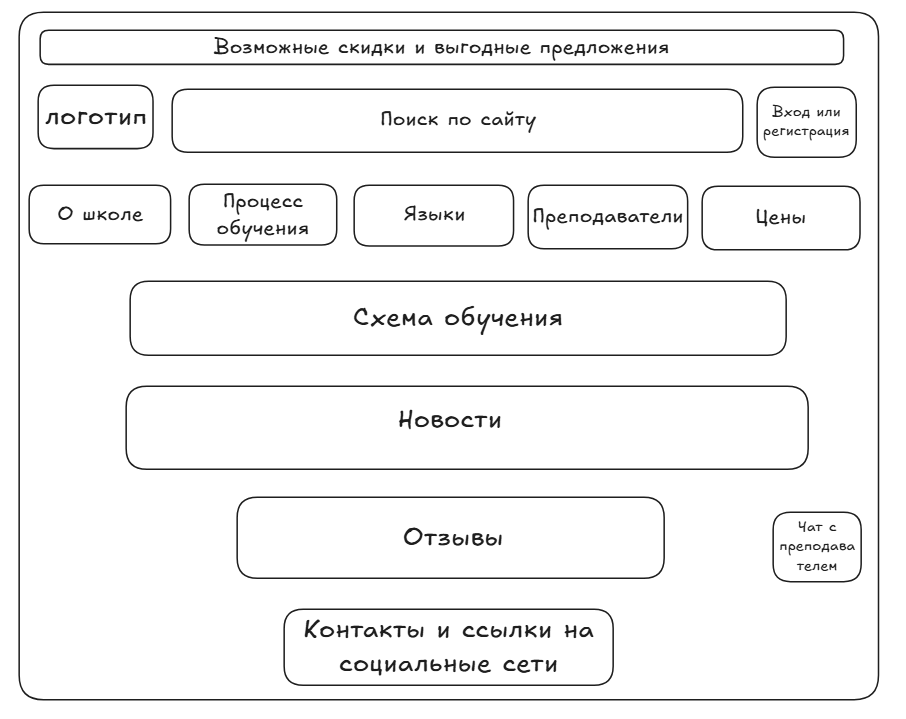 Возможные скидки и выгодные предложения
логотип
Поиск по сайту
Вход или
регистрация
О школе
Процесс
обучения
Языки
Преподаватели
Цены
Схема обучения
Новости
Отзывы
Чат с
преподава
телем
Контакты и ссылки на
социальные сети